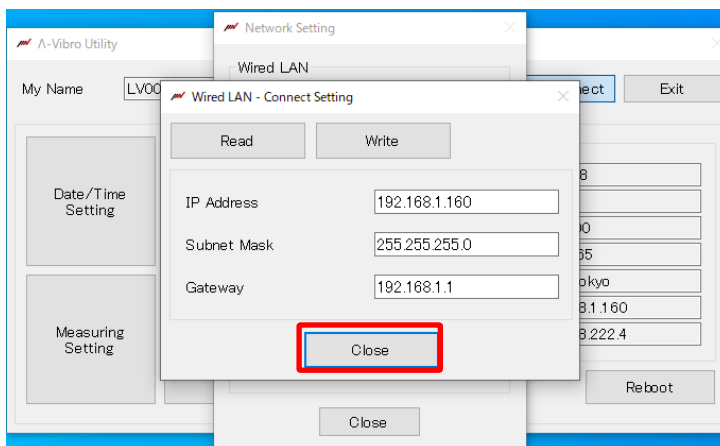 Network Setting
Λ-Vibro Utility
Wired LAN
My Name
LV00
ect
Exit
Wired LAN - Connect Setting
Read
Write
8
Date/Time
Setting
IP Address
192.168.1.160
00
Subnet Mask
255.255.255.0
65
okyo
Gateway
192.168.1.1
8.1.160
8.222.4
Measuring
Setting
Close
Reboot
Close